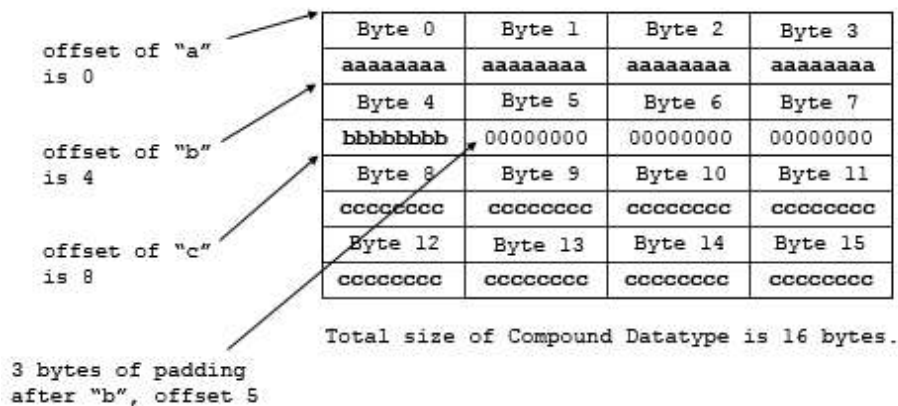 offset of “a”
is 0
offset of “b”
is 4
offset of “c”
is 8
3 bytes of padding
after “b”, offset 5
Byte 0 Byte 1 Byte 2 Byte 3
aaaaaaaa aaaaaaaa aaaaaaaa aaaaaaaa
Byte 4 Byte 5 Byte 6 Byte 7
bbbbbbbb 00000000 00000000 00000000
Byte 8 Byte 9 Byte 10 Byte 11
cccccccc cccccccc cccccccc cccccccc
Byte 12 Byte 13 Byte 14 Byte 15
cccccccc cccccccc cccccccc cccccccc
Total size of Compound Datatype is 16 bytes.